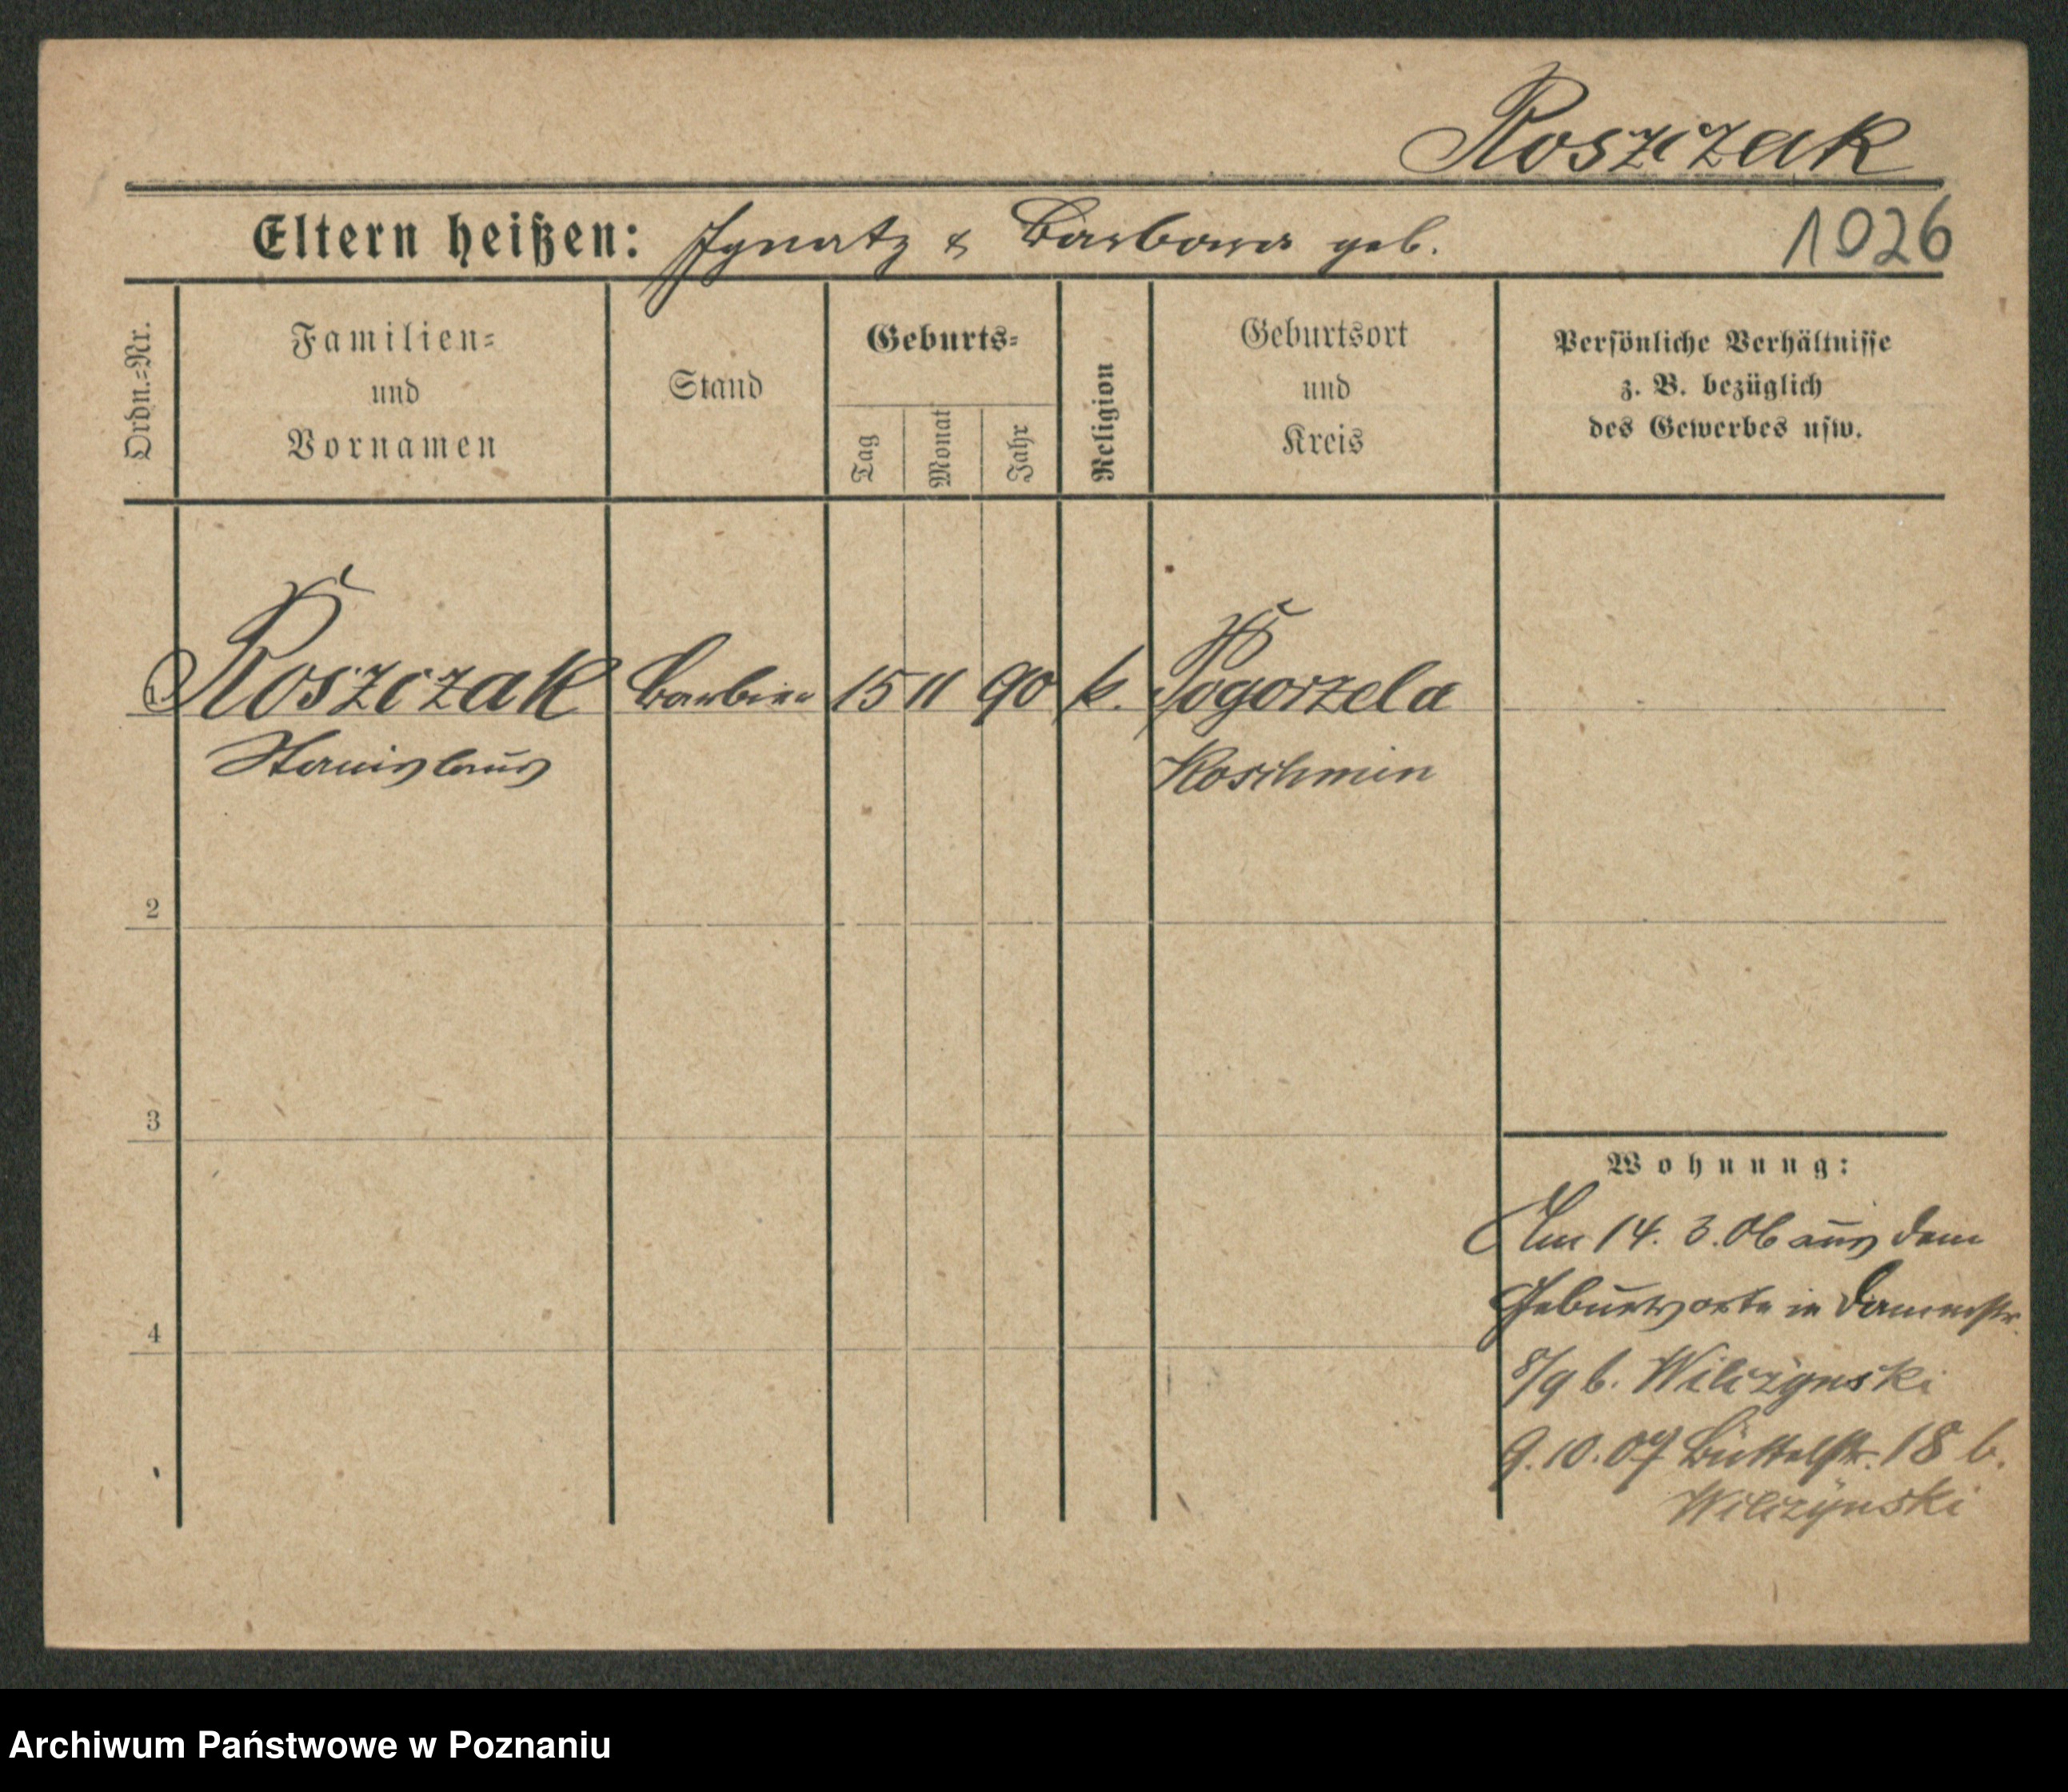 Roszczak
Eltern heißen: Ignatz & Barbara geb.
1026
Ordn.-Nr.
Familien-
und
Vornamen
Stand
Geburts-
Tag
Monat
Jahr
Religion
Geburtsort
und
Kreis
Persönliche Verhältnisse
z. B. bezüglich
des Gewerbes usw.
1 Roszczak Barbier 15 11 90 k. Pogorzela
Stanislaus Koschmin
2
3
4
Wohnung:
Am 14. 3. 06 aus dem
Geburtsorte in
8/9 b. Wilczynski
9.10.07 Büttelstr. 18 b.
Wilczynski
Archiwum Państwowe w Poznaniu